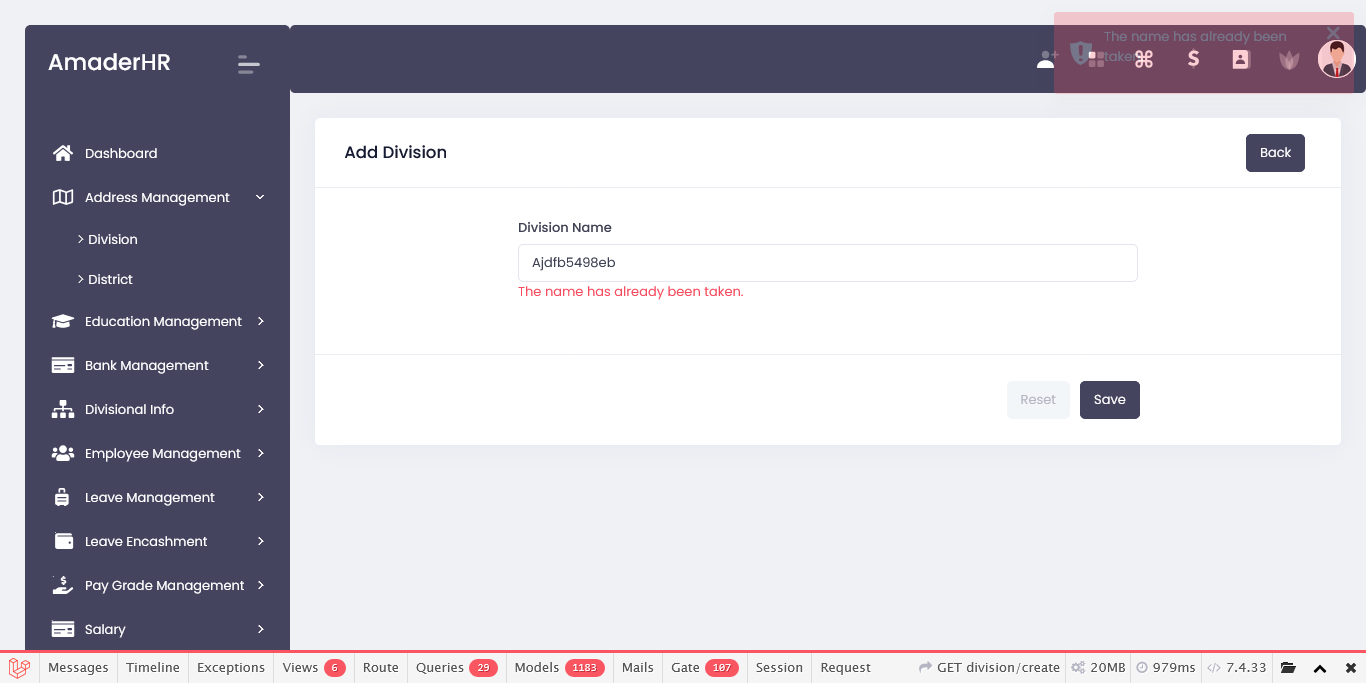 AmaderHR
The name has already been
taken.
Dashboard
Address Management
Division
District
Education Management
Bank Management
Divisional Info
Employee Management
Leave Management
Leave Encashment
Pay Grade Management
Salary
Add Division
Back
Division Name
Ajdfb5498eb
The name has already been taken.
Reset
Save
Messages Timeline Exceptions Views 6 Route Queries 29 Models 1183 Mails Gate 107 Session Request GET division/create 20MB 979ms 7.4.33